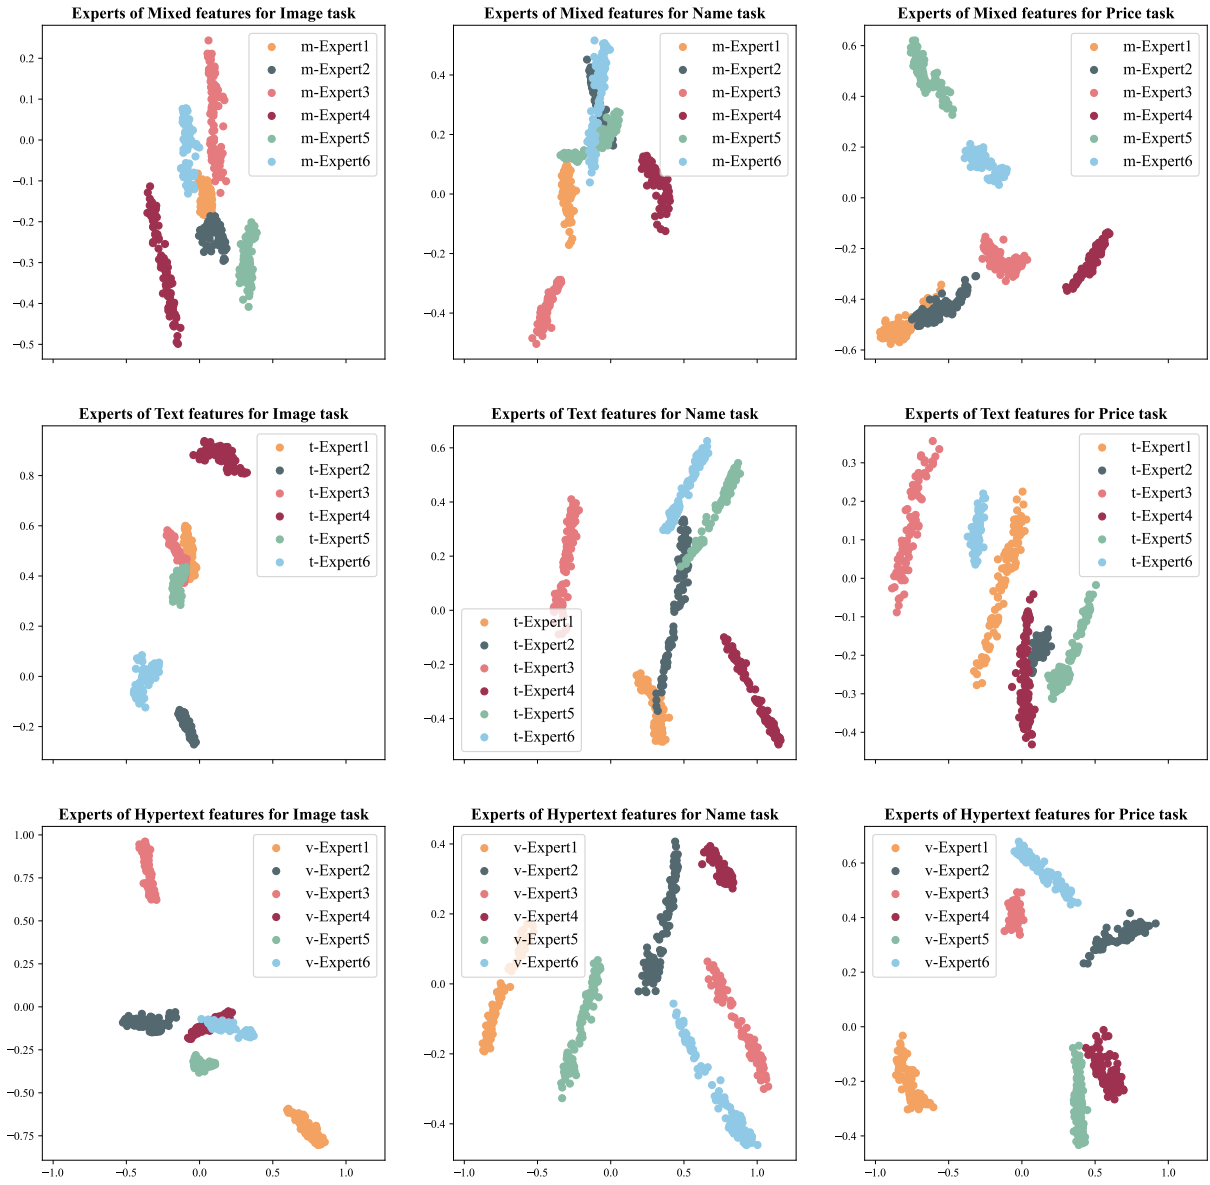 Experts of Mixed features for Image task
0.2
0.1
0.0
−0.1
−0.2
−0.3
−0.4
−0.5
m-Expert1
m-Expert2
m-Expert3
m-Expert4
m-Expert5
m-Expert6
Experts of Mixed features for Name task
0.4
0.2
0.0
−0.2
−0.4
m-Expert1
m-Expert2
m-Expert3
m-Expert4
m-Expert5
m-Expert6
Experts of Mixed features for Price task
0.6
0.4
0.2
0.0
−0.2
−0.4
−0.6
m-Expert1
m-Expert2
m-Expert3
m-Expert4
m-Expert5
m-Expert6
Experts of Text features for Image task
0.8
0.6
0.4
0.2
0.0
−0.2
t-Expert1
t-Expert2
t-Expert3
t-Expert4
t-Expert5
t-Expert6
Experts of Text features for Name task
0.6
0.4
0.2
0.0
−0.2
−0.4
t-Expert1
t-Expert2
t-Expert3
t-Expert4
t-Expert5
t-Expert6
Experts of Text features for Price task
0.3
0.2
0.1
0.0
−0.1
−0.2
−0.3
−0.4
t-Expert1
t-Expert2
t-Expert3
t-Expert4
t-Expert5
t-Expert6
Experts of Hypertext features for Image task
1.00
0.75
0.50
0.25
0.00
−0.25
−0.50
−0.75
v-Expert1
v-Expert2
v-Expert3
v-Expert4
v-Expert5
v-Expert6
−1.0 −0.5 0.0 0.5 1.0
Experts of Hypertext features for Name task
0.4
0.2
0.0
−0.2
−0.4
v-Expert1
v-Expert2
v-Expert3
v-Expert4
v-Expert5
v-Expert6
−1.0 −0.5 0.0 0.5 1.0
Experts of Hypertext features for Price task
0.6
0.4
0.2
0.0
−0.2
−0.4
v-Expert1
v-Expert2
v-Expert3
v-Expert4
v-Expert5
v-Expert6
−1.0 −0.5 0.0 0.5 1.0